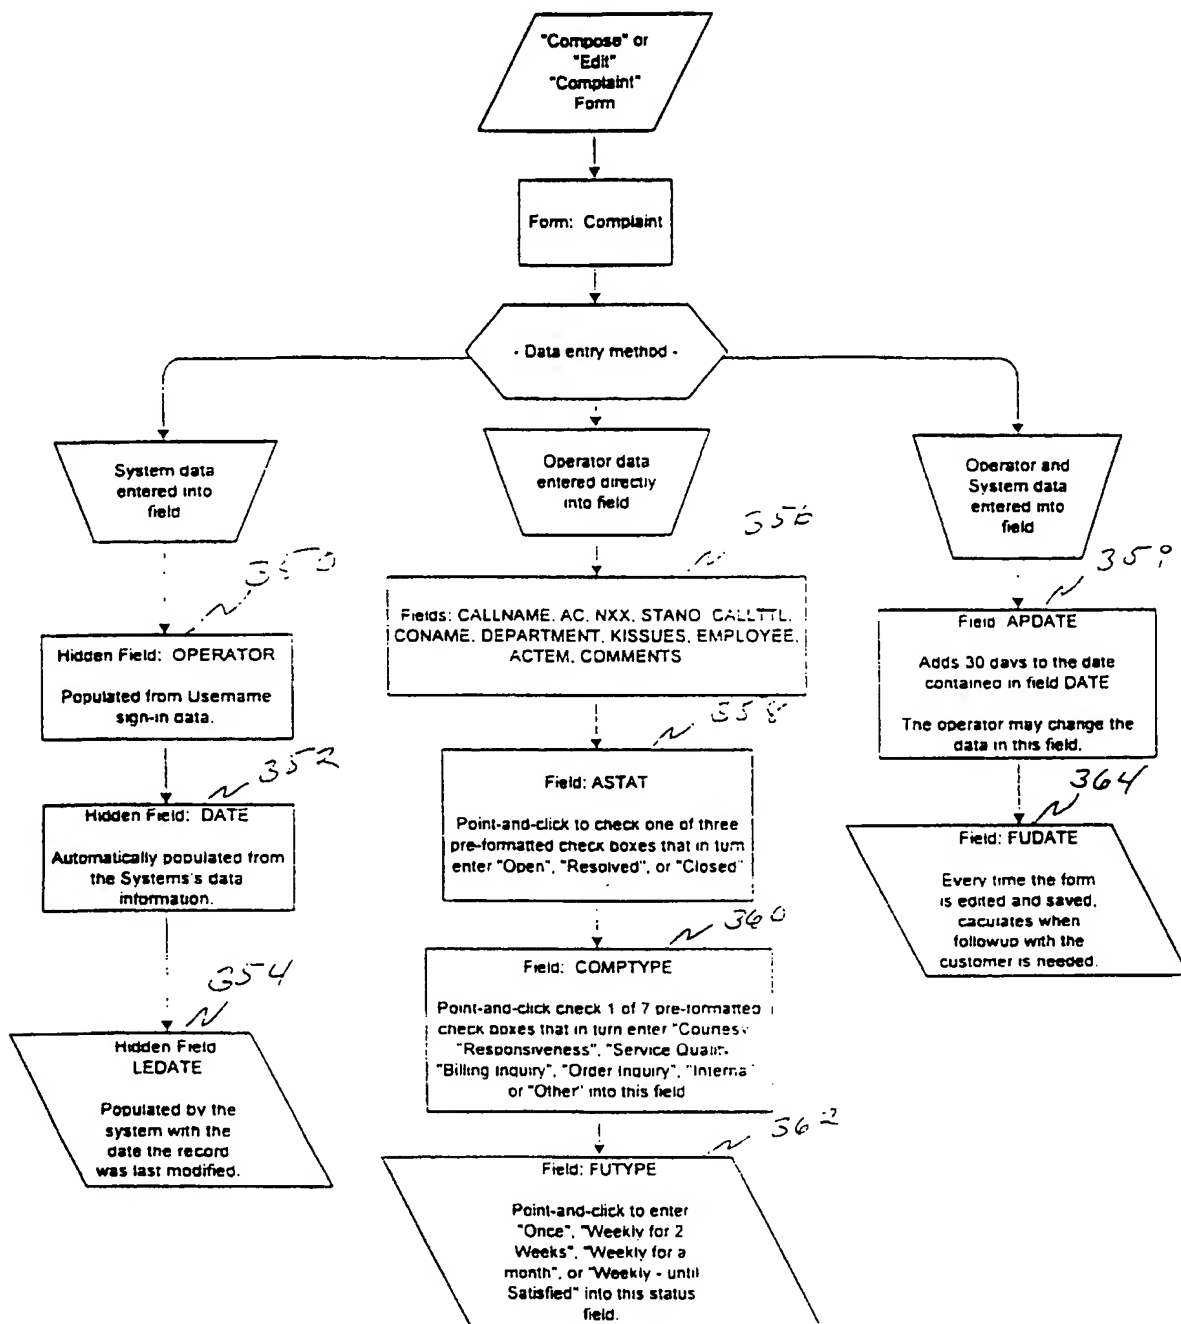 "Compose" or
"Edit"
"Complaint"
Form
Form: Complaint
- Data entry method -
System data
entered into
field
350
Hidden Field: OPERATOR
Populated from Username
sign-in data.
352
Hidden Field: DATE
Automatically populated from
the Systems's data
information.
354
Hidden Field
LEDATE
Populated by the
system with the
date the record
was last modified.
Operator data
entered directly
into field
356
Fields: CALLNAME, AC, NXX, STANO, CALLTTL,
CONAME, DEPARTMENT, KISSUES, EMPLOYEE,
ACTEM, COMMENTS
358
Field: ASTAT
Point-and-click to check one of three
pre-formatted check boxes that in turn
enter "Open", "Resolved", or "Closed"
360
Field: COMPTYPE
Point-and-click check 1 of 7 pre-formatted
check boxes that in turn enter
"Responsiveness", "Service
"Billing Inquiry", "Order Inquiry",
or "Other" into this field
362
Field: FUTYPE
Point-and-click to enter
"Once", "Weekly for 2
Weeks", "Weekly for a
month", or "Weekly - until
Satisfied" into this status
field.
Operator and
System data
entered into
field
Field: APDATE
Adds 30 days to the date
contained in field DATE
The operator may change the
data in this field.
364
Field: FUDATE
Every time the form
is edited and saved,
caculates when
followup with the
customer is needed.